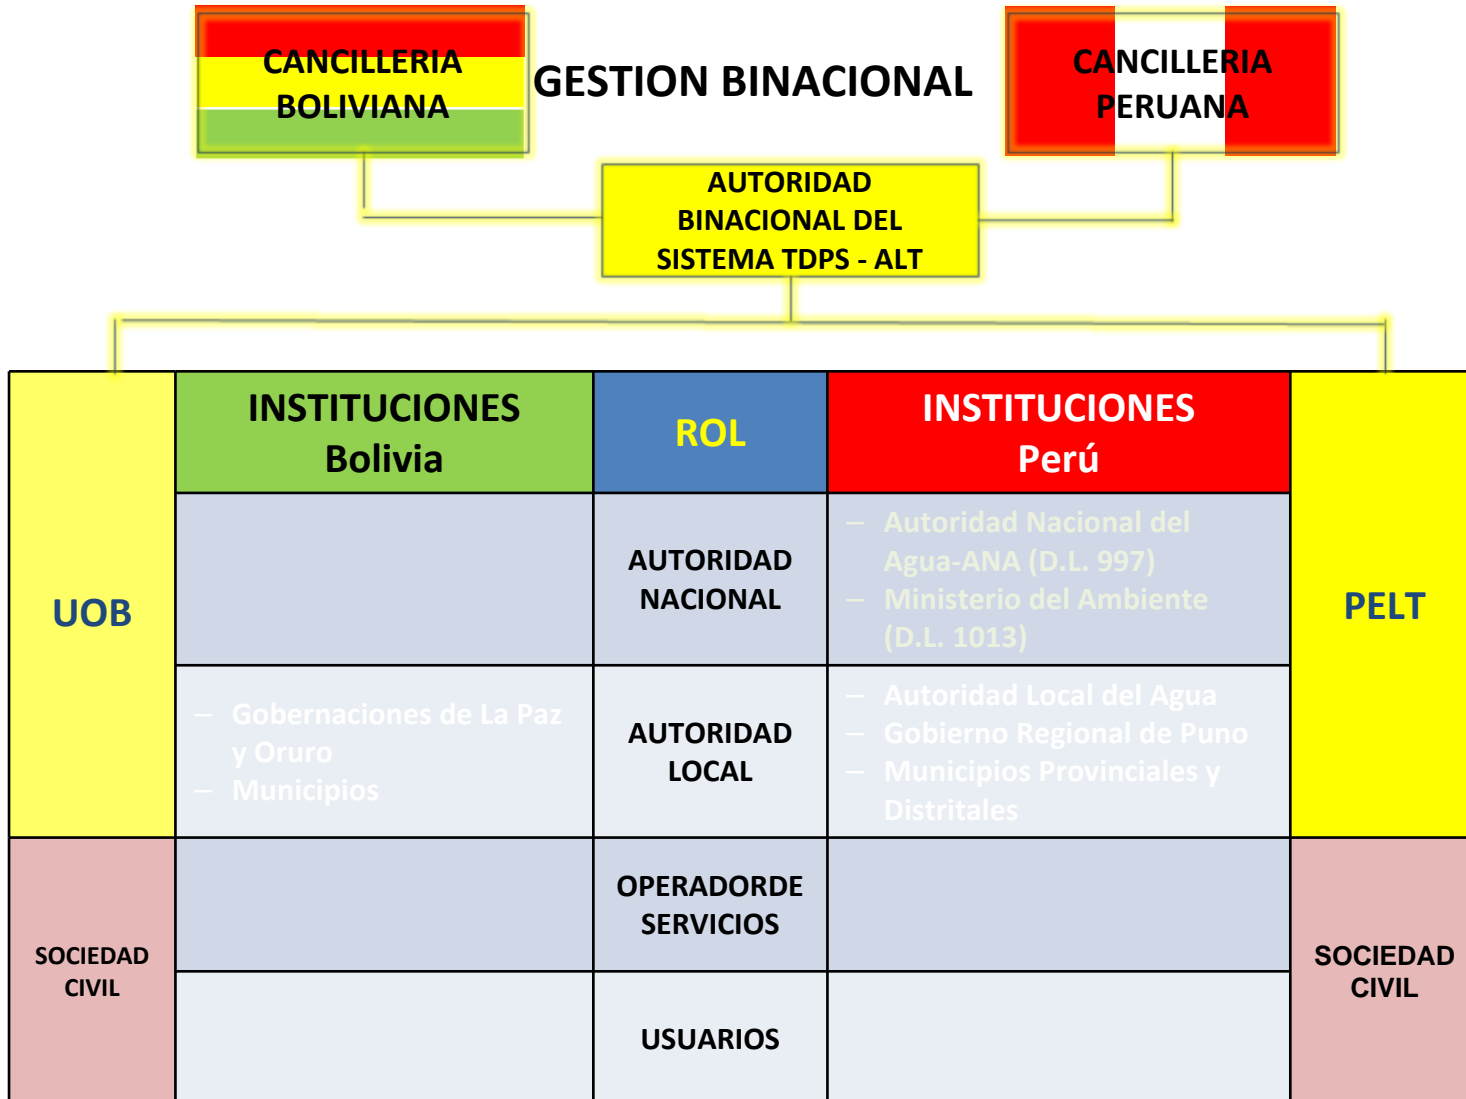 CANCILLERIA
BOLIVIANA
GESTION BINACIONAL
CANCILLERIA
PERUANA
AUTORIDAD
BINACIONAL DEL
SISTEMA TDPS - ALT
UOB
INSTITUCIONES
Bolivia
ROL
INSTITUCIONES
Perú
PELT
AUTORIDAD
NACIONAL
– Autoridad Nacional del
Agua-ANA (D.L. 997)
– Ministerio del Ambiente
(D.L. 1013)
– Gobernaciones de La Paz
y Oruro
– Municipios
AUTORIDAD
LOCAL
– Autoridad Local del Agua
– Gobierno Regional de Puno
– Municipios Provinciales y
Distritales
SOCIEDAD
CIVIL
OPERADORDE
SERVICIOS
USUARIOS
SOCIEDAD
CIVIL